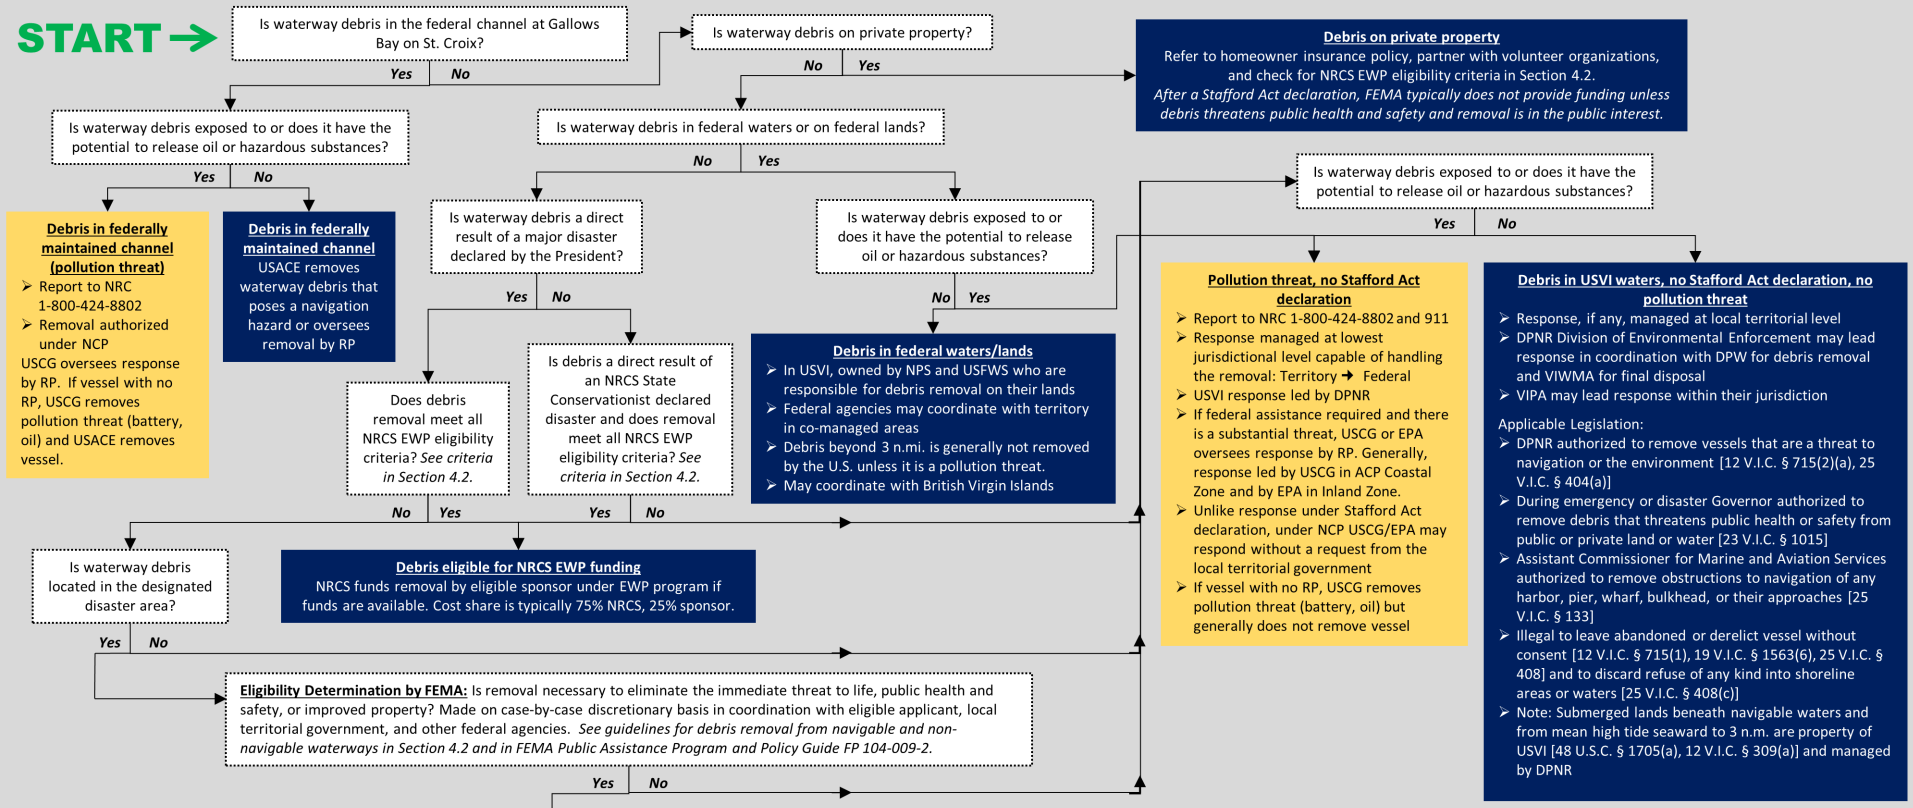 START
Is waterway debris in the federal channel at Gallows
Bay on St. Croix?
Yes
No
Is waterway debris on private property?
No
Yes
Debris on private property
Refer to homeowner insurance policy, partner with volunteer organizations,
and check for NRCS EWP eligibility criteria in Section 4.2.
After a Stafford Act declaration, FEMA typically does not provide funding unless
debris threatens public health and safety and removal is in the public interest.
Is waterway debris exposed to or does it have the
potential to release oil or hazardous substances?
Yes
No
Is waterway debris in federal waters or on federal lands?
No
Yes
Is waterway debris exposed to or does it have the
potential to release oil or hazardous substances?
Yes
No
Debris in federally
maintained channel
(pollution threat)
➢ Report to NRC
1-800-424-8802
➢ Removal authorized
under NCP
USCG oversees response
by RP. If vessel with no
RP, USCG removes
pollution threat (battery,
oil) and USACE removes
vessel.
Debris in federally
maintained channel
USACE removes
waterway debris that
poses a navigation
hazard or oversees
removal by RP
Is waterway debris a direct
result of a major disaster
declared by the President?
Yes
No
Is waterway debris exposed to or
does it have the potential to release
oil or hazardous substances?
No
Yes
Does debris
removal meet all
NRCS EWP eligibility
criteria? See criteria
in Section 4.2.
No
Yes
Is debris a direct result of
an NRCS State
Conservationist declared
disaster and does removal
meet all NRCS EWP
eligibility criteria? See
criteria in Section 4.2.
Yes
No
Debris in federal waters/lands
➢ In USVI, owned by NPS and USFWS who are
responsible for debris removal on their lands
➢ Federal agencies may coordinate with territory
in co-managed areas
➢ Debris beyond 3 n.mi. is generally not removed
by the U.S. unless it is a pollution threat.
➢ May coordinate with British Virgin Islands
Pollution threat, no Stafford Act
declaration
➢ Report to NRC 1-800-424-8802 and 911
➢ Response managed at lowest
jurisdictional level capable of handling
the removal: Territory ➔ Federal
➢ USVI response led by DPNR
➢ If federal assistance required and there
is a substantial threat, USCG or EPA
oversees response by RP. Generally,
response led by USCG in ACP Coastal
Zone and by EPA in Inland Zone.
➢ Unlike response under Stafford Act
declaration, under NCP USCG/EPA may
respond without a request from the
local territorial government
➢ If vessel with no RP, USCG removes
pollution threat (battery, oil) but
generally does not remove vessel
Debris in USVI waters, no Stafford Act declaration, no
pollution threat
➢ Response, if any, managed at local territorial level
➢ DPNR Division of Environmental Enforcement may lead
response in coordination with DPW for debris removal
and VIWMA for final disposal
➢ VIPA may lead response within their jurisdiction
Applicable Legislation:
➢ DPNR authorized to remove vessels that are a threat to
navigation or the environment [12 V.I.C. § 715(2)(a), 25
V.I.C. § 404(a)]
➢ During emergency or disaster Governor authorized to
remove debris that threatens public health or safety from
public or private land or water [23 V.I.C. § 1015]
➢ Assistant Commissioner for Marine and Aviation Services
authorized to remove obstructions to navigation of any
harbor, pier, wharf, bulkhead, or their approaches [25
V.I.C. § 133]
➢ Illegal to leave abandoned or derelict vessel without
consent [12 V.I.C. § 715(1), 19 V.I.C. § 1563(6), 25 V.I.C. §
408] and to discard refuse of any kind into shoreline
areas or waters [25 V.I.C. § 408(c)]
➢ Note: Submerged lands beneath navigable waters and
from mean high tide seaward to 3 n.m. are property of
USVI [48 U.S.C. § 1705(a), 12 V.I.C. § 309(a)] and managed
by DPNR
Is waterway debris
located in the designated
disaster area?
Yes
No
Debris eligible for NRCS EWP funding
NRCS funds removal by eligible sponsor under EWP program if
funds are available. Cost share is typically 75% NRCS, 25% sponsor.
Eligibility Determination by FEMA: Is removal necessary to eliminate the immediate threat to life, public health and
safety, or improved property? Made on case-by-case discretionary basis in coordination with eligible applicant, local
territorial government, and other federal agencies. See guidelines for debris removal from navigable and non-
navigable waterways in Section 4.2 and in FEMA Public Assistance Program and Policy Guide FP 104-009-2.
Yes
No